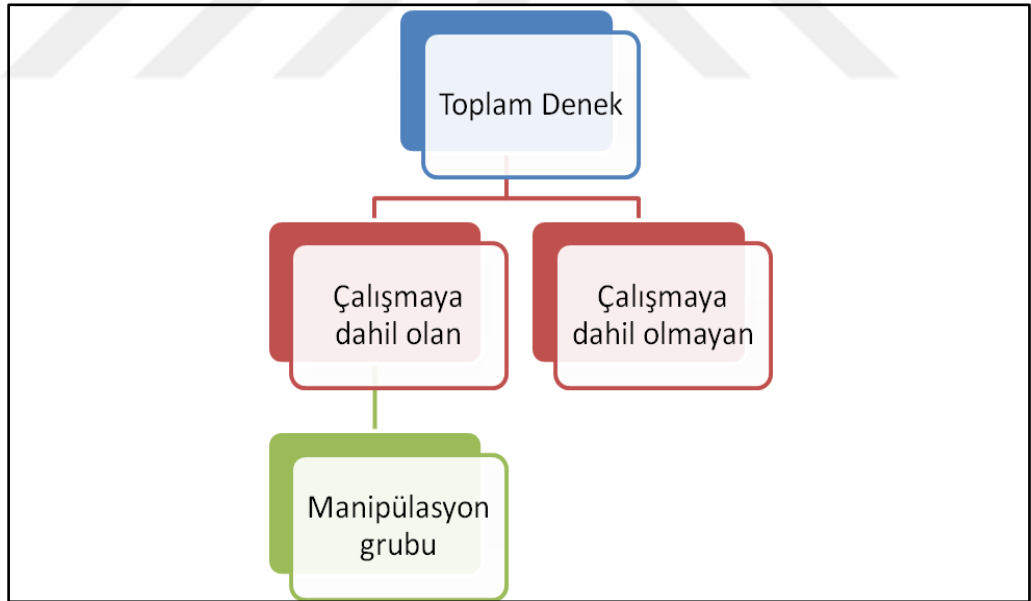 Toplam Denek
Çalışmaya
dahil olan
Çalışmaya
dahil olmayan
Manipülasyon
grubu